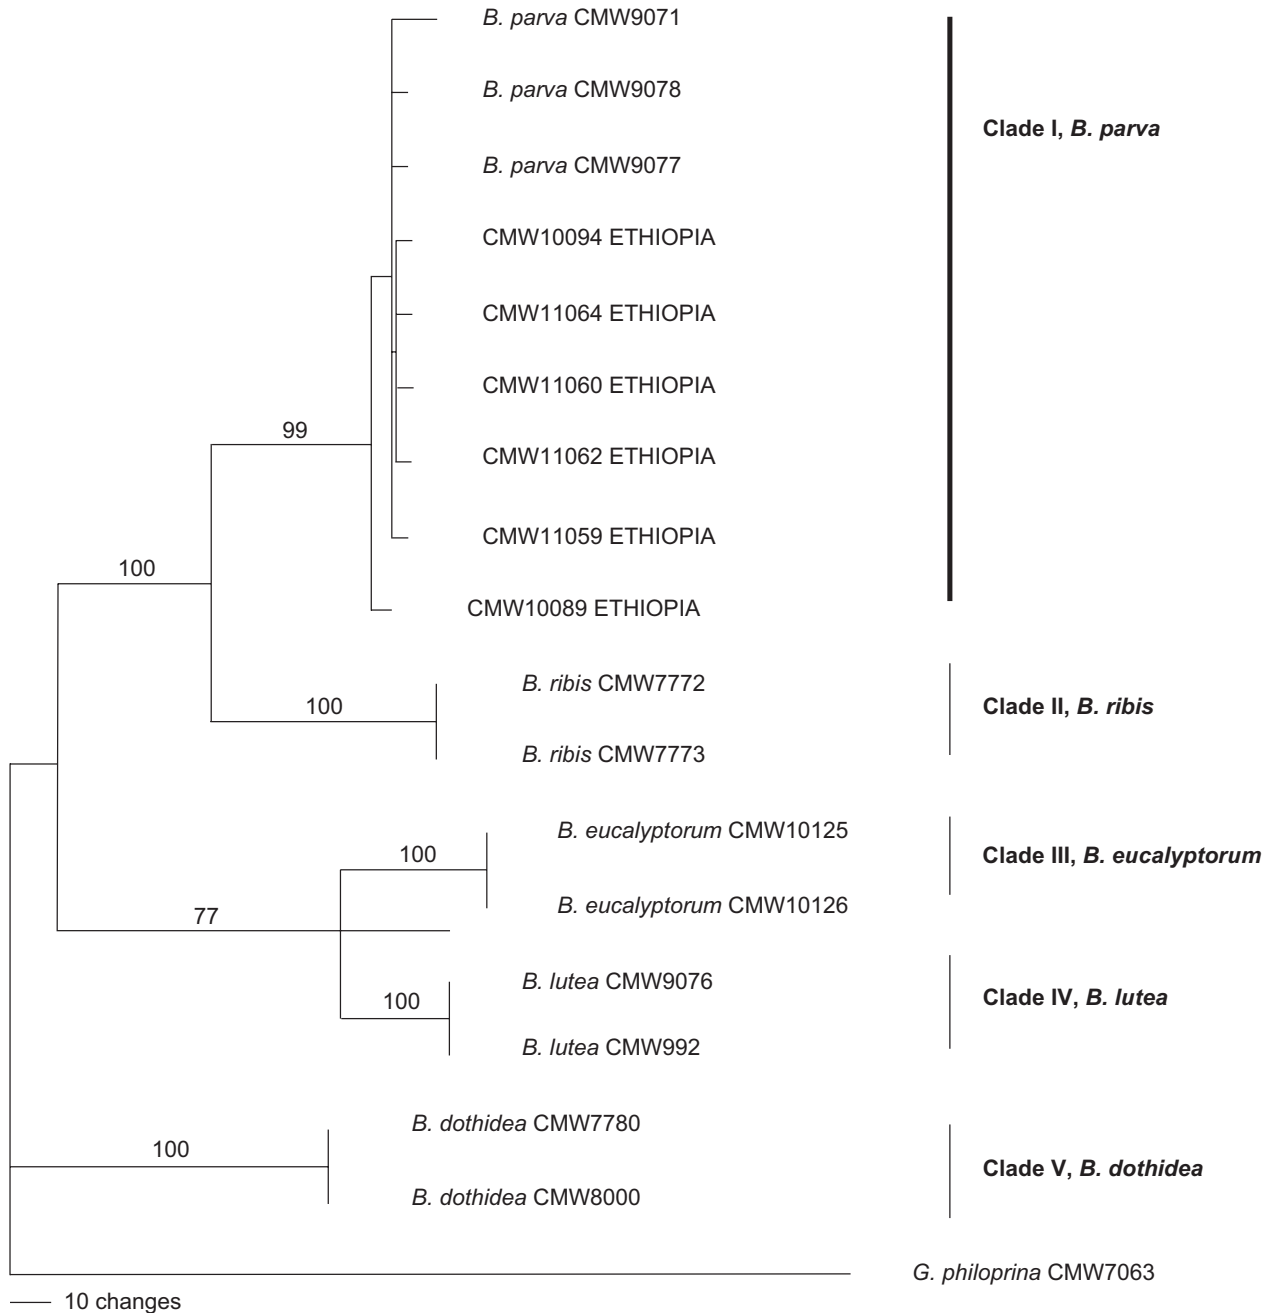 B. parva CMW9071
B. parva CMW9078
Clade I, B. parva
B. parva CMW9077
CMW10094 ETHIOPIA
CMW11064 ETHIOPIA
CMW11060 ETHIOPIA
99
CMW11062 ETHIOPIA
CMW11059 ETHIOPIA
100
CMW10089 ETHIOPIA
B. ribis CMW7772
100
Clade II, B. ribis
B. ribis CMW7773
B. eucalyptorum CMW10125
100
Clade III, B. eucalyptorum
B. eucalyptorum CMW10126
77
B. lutea CMW9076
100
Clade IV, B. lutea
B. lutea CMW992
B. dothidea CMW7780
100
Clade V, B. dothidea
B. dothidea CMW8000
G. philoprina CMW7063
10 changes